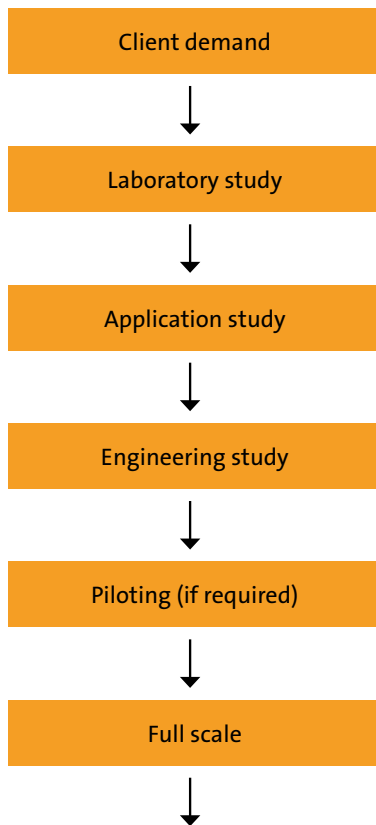 Client demand
Laboratory study
Application study
Engineering study
Piloting (if required)
Full scale